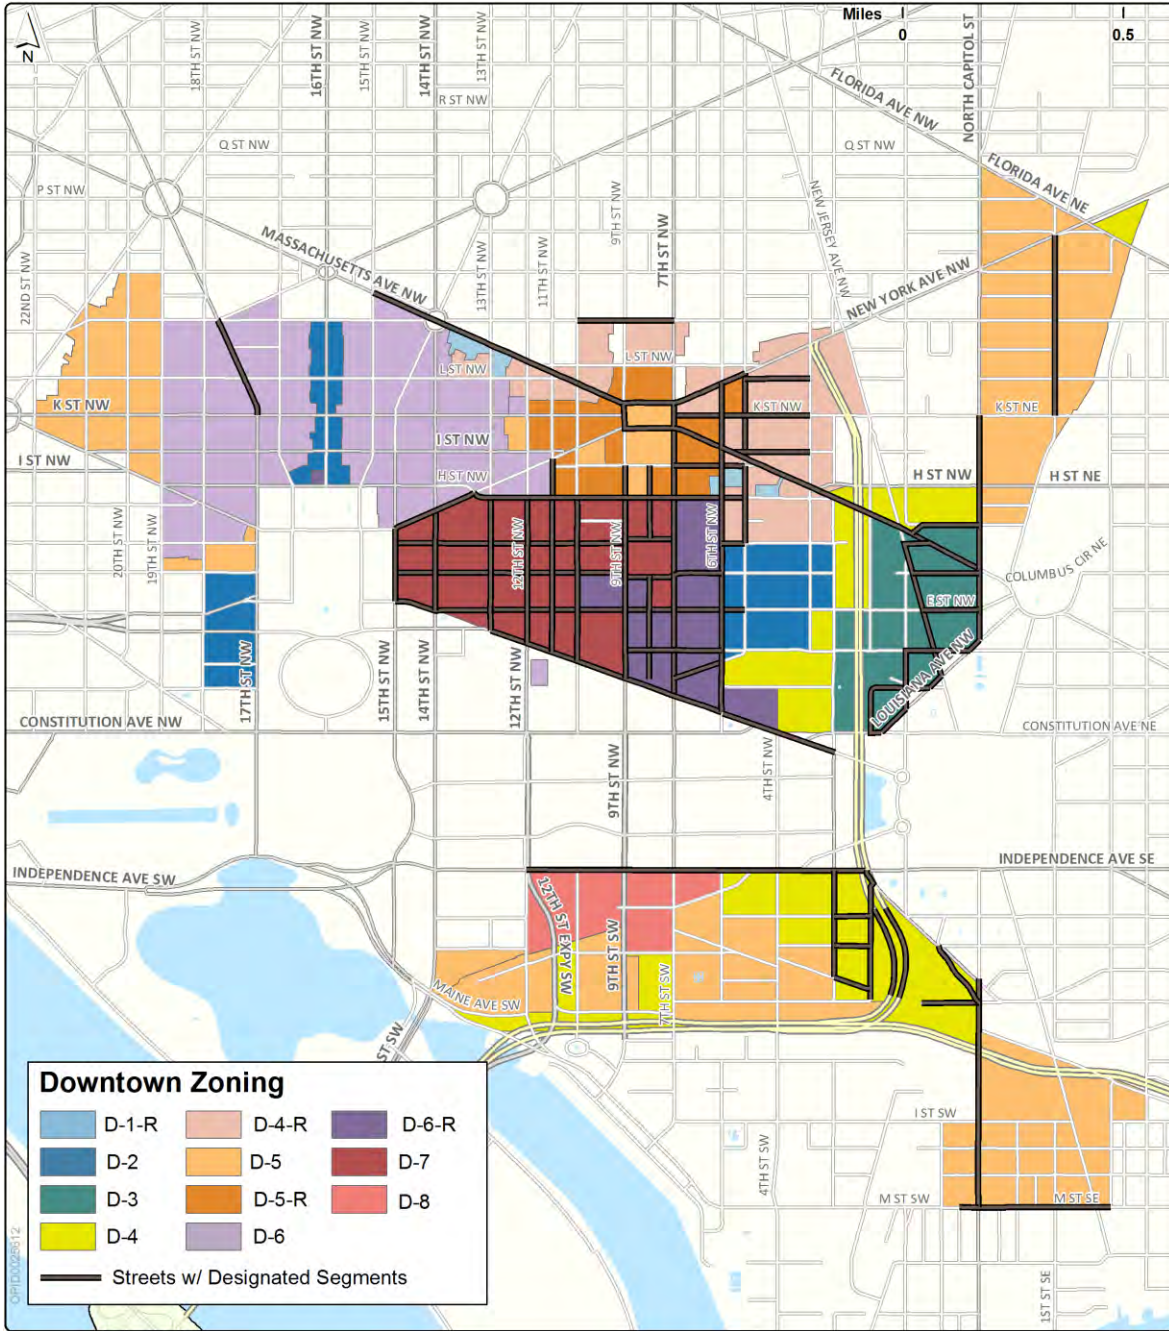 Miles
0
0.5
N
18TH ST NW
16TH ST NW
15TH ST NW
14TH ST NW
13TH ST NW
NORTH CAPITOL ST
R ST NW
FLORIDA AVE NW
Q ST NW
Q ST NW
FLORIDA AVE NE
P ST NW
NEW JERSEY AVE NW
9TH ST NW
7TH ST NW
MASSACHUSETTS AVE NW
22ND ST NW
13TH ST NW
11TH ST NW
NEW YORK AVE NW
L ST NW
L ST NW
K ST NW
K ST NW
K ST NE
I ST NW
I ST NW
H ST NW
H ST NW
H ST NE
20TH ST NW
19TH ST NW
12TH ST NW
9TH ST NW
6TH ST NW
COLUMBUS CIR NE
E ST NW
LOUISIANA AVE NW
17TH ST NW
15TH ST NW
14TH ST NW
12TH ST NW
CONSTITUTION AVE NW
CONSTITUTION AVE NE
9TH ST NW
4TH ST NW
INDEPENDENCE AVE SW
INDEPENDENCE AVE SE
12TH ST EXPY SW
9TH ST SW
7TH ST SW
MAINE AVE SW
ST SW
I ST SW
4TH ST SW
M ST SW
M ST SE
1ST ST SE
Downtown Zoning
D-1-R
D-4-R
D-6-R
D-2
D-5
D-7
D-3
D-5-R
D-8
D-4
D-6
Streets w/ Designated Segments